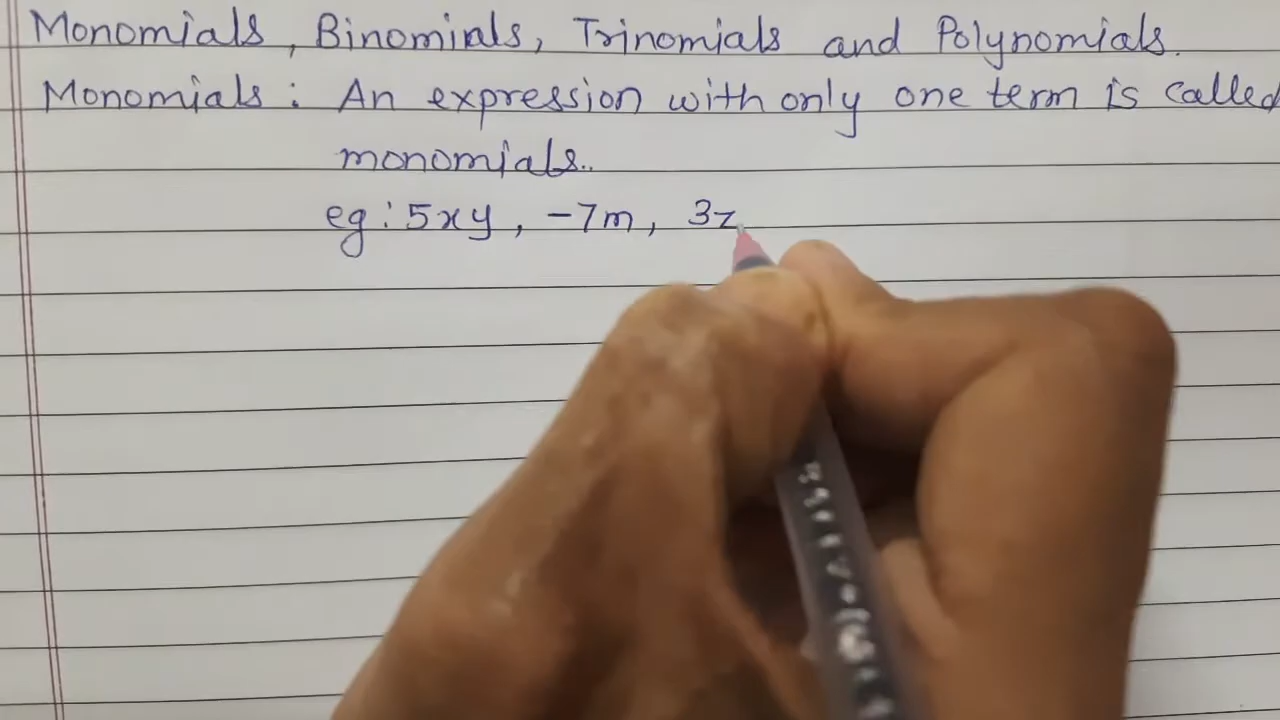 Monomials, Binomials, Trinomials and Polynomials.
Monomials: An expression with only one term is called
monomials..
eg: 5xy, -7m, 3z